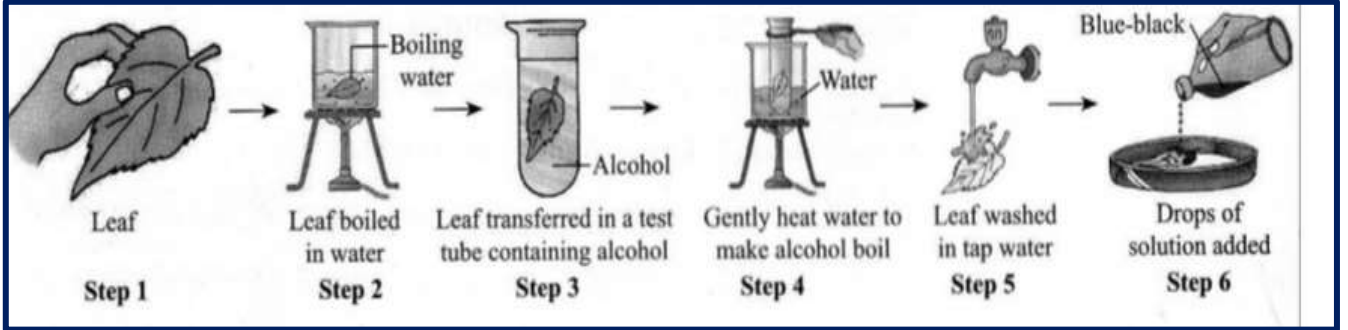 Boiling
water
Alcohol
Water
Blue-black
Leaf
Step 1
Leaf boiled
in water
Step 2
Leaf transferred in a test
tube containing alcohol
Step 3
Gently heat water to
make alcohol boil
Step 4
Leaf washed
in tap water
Step 5
Drops of
solution added
Step 6